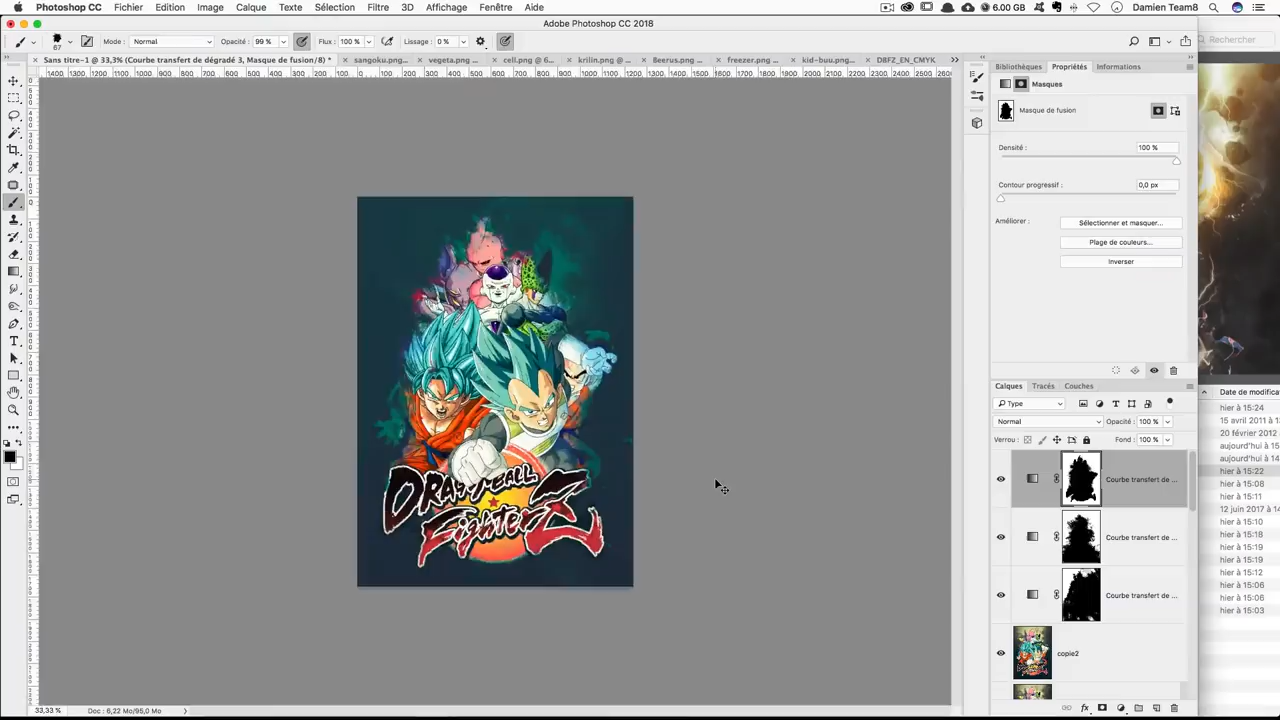 Photoshop CC Fichier Edition Image Calque Texte Sélection Filtre 3D Affichage Fenêtre Aide 6.00 GB Damien Team8
Adobe Photoshop CC 2018
Rechercher
67 Mode : Normal Opacité : 99 % Flux : 100 % Lissage : 0 %
Sans titre-1 @ 33,3% (Courbe transfert de dégradé 3, Masque de fusion/8) * sangoku.png... vegeta.png ... cell.png @ 6... krilin.png @ ... Beerus.png ... freezer.png ... kid-buu.png... DBFZ_EN_CMYK
Bibliothèques Propriétés Informations
Masques
Masque de fusion
Densité : 100 %
Contour progressif : 0,0 px
Améliorer : Sélectionner et masquer...
Plage de couleurs...
Inverser
DRAGON BALL
FighterZ
Calques Tracés Couches
Type
Normal Opacité : 100 %
Verrou : Fond : 100 %
Courbe transfert de ...
Courbe transfert de ...
Courbe transfert de ...
copie2
Date de modifica
hier à 15:24
15 avril 2011 à 1
20 février 2012
aujourd'hui à 15
aujourd'hui à 15
hier à 15:22
hier à 15:08
hier à 15:11
12 juin 2017 à 14
hier à 15:10
hier à 15:18
hier à 15:19
hier à 15:19
hier à 15:12
hier à 15:06
hier à 15:06
hier à 15:03
33,33 % Doc : 6,22 Mo/95,0 Mo